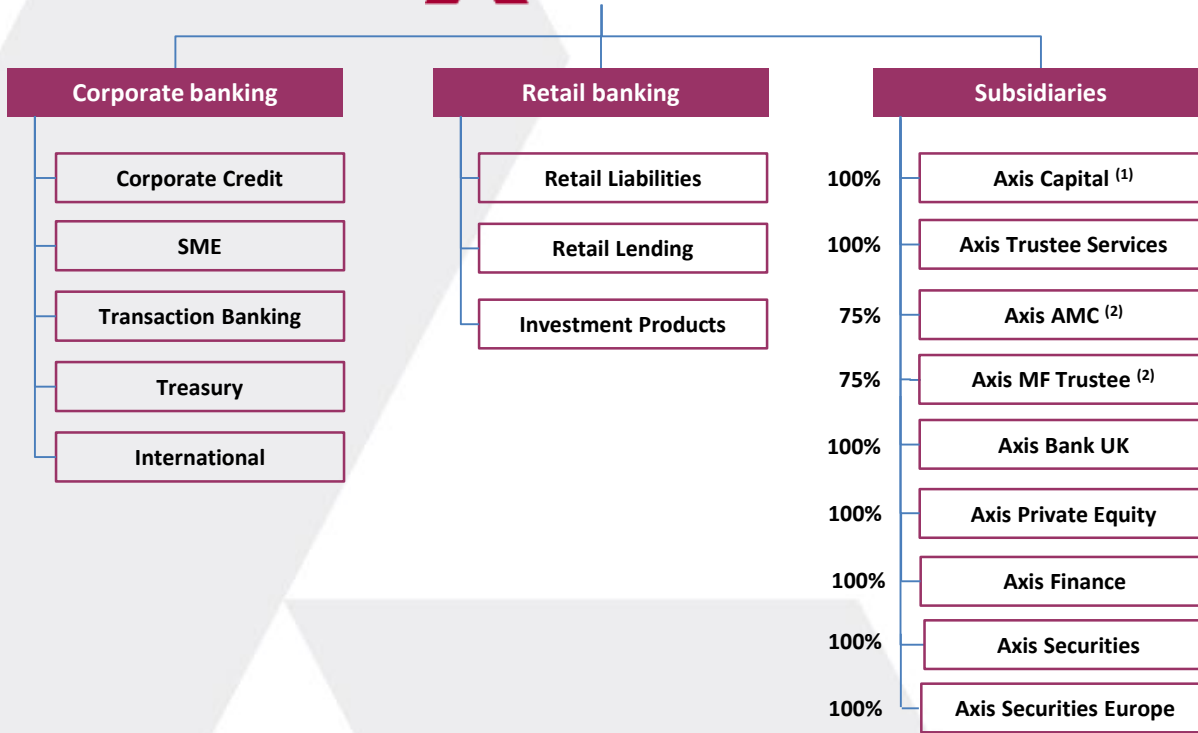 Corporate banking
Corporate Credit
SME
Transaction Banking
Treasury
International
Retail banking
Retail Liabilities
Retail Lending
Investment Products
Subsidiaries
100% Axis Capital (1)
100% Axis Trustee Services
75% Axis AMC (2)
75% Axis MF Trustee (2)
100% Axis Bank UK
100% Axis Private Equity
100% Axis Finance
100% Axis Securities
100% Axis Securities Europe